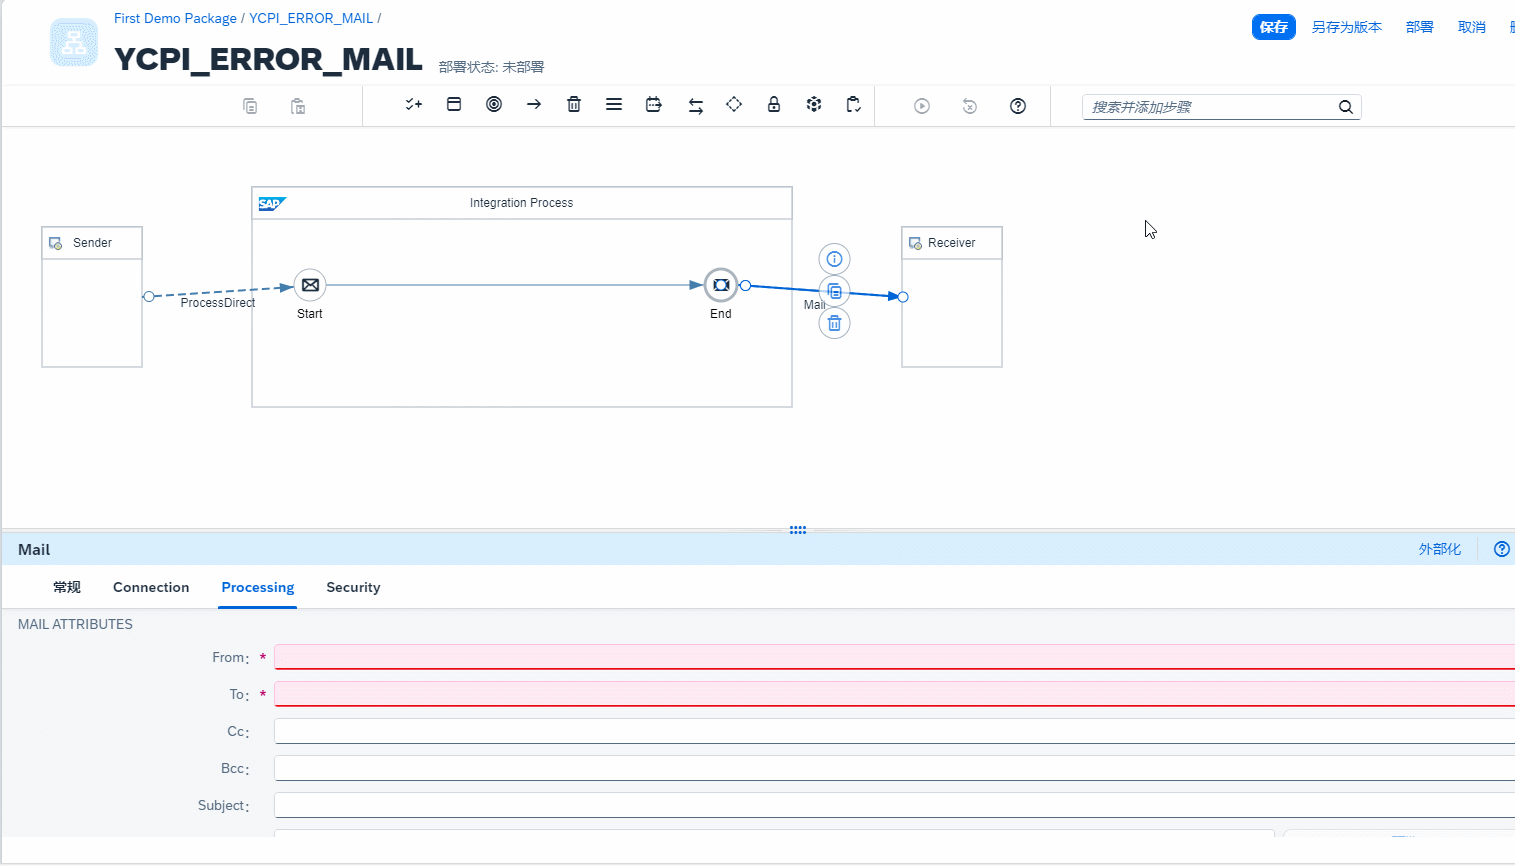 First Demo Package / YCPI_ERROR_MAIL /
YCPI_ERROR_MAIL 部署状态: 未部署
保存 另存为版本 部署 取消
搜索并添加步骤
SAP Integration Process
Sender
Receiver
ProcessDirect
Mail
Start
End
Mail
外部化
常规 Connection Processing Security
MAIL ATTRIBUTES
From: *
To: *
Cc:
Bcc:
Subject: